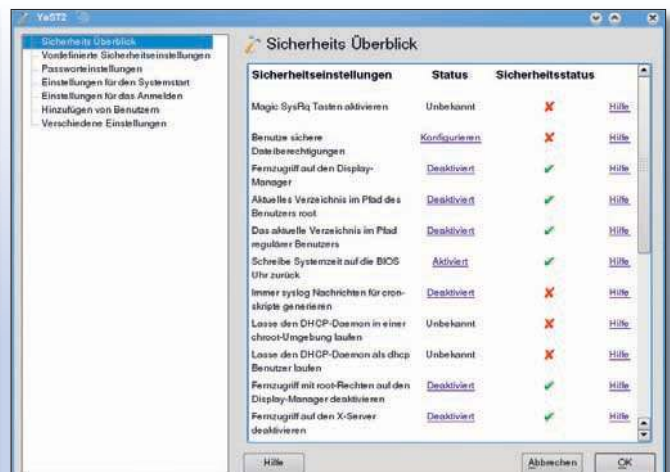 YaST2
Sicherheits Überblick
Vordefinierte Sicherheitseinstellungen
Passworteinstellungen
Einstellungen für den Systemstart
Einstellungen für das Anmelden
Hinzufügen von Benutzern
Verschiedene Einstellungen
Sicherheits Überblick
Sicherheitseinstellungen Status Sicherheitsstatus
Magic SysRq Tasten aktivieren Unbekannt Hilfe
Benutze sichere Konfigurieren Hilfe
Dateiberechtigungen
Fernzugriff auf den Display- Deaktiviert Hilfe
Manager
Aktuelles Verzeichnis im Pfad des Deaktiviert Hilfe
Benutzers root
Das aktuelle Verzeichnis im Pfad Deaktiviert Hilfe
regulärer Benutzers
Schreibe Systemzeit auf die BIOS Aktiviert Hilfe
Uhr zurück
Immer syslog Nachrichten für cron- Deaktiviert Hilfe
skripte generieren
Lasse den DHCP-Daemon in einer Unbekannt Hilfe
chroot-Umgebung laufen
Lasse den DHCP-Daemon als dhcp Unbekannt Hilfe
Benutzer laufen
Fernzugriff mit root-Rechten auf den Deaktiviert Hilfe
Display-Manager deaktivieren
Fernzugriff auf den X-Server Deaktiviert Hilfe
deaktivieren
Hilfe Abbrechen OK